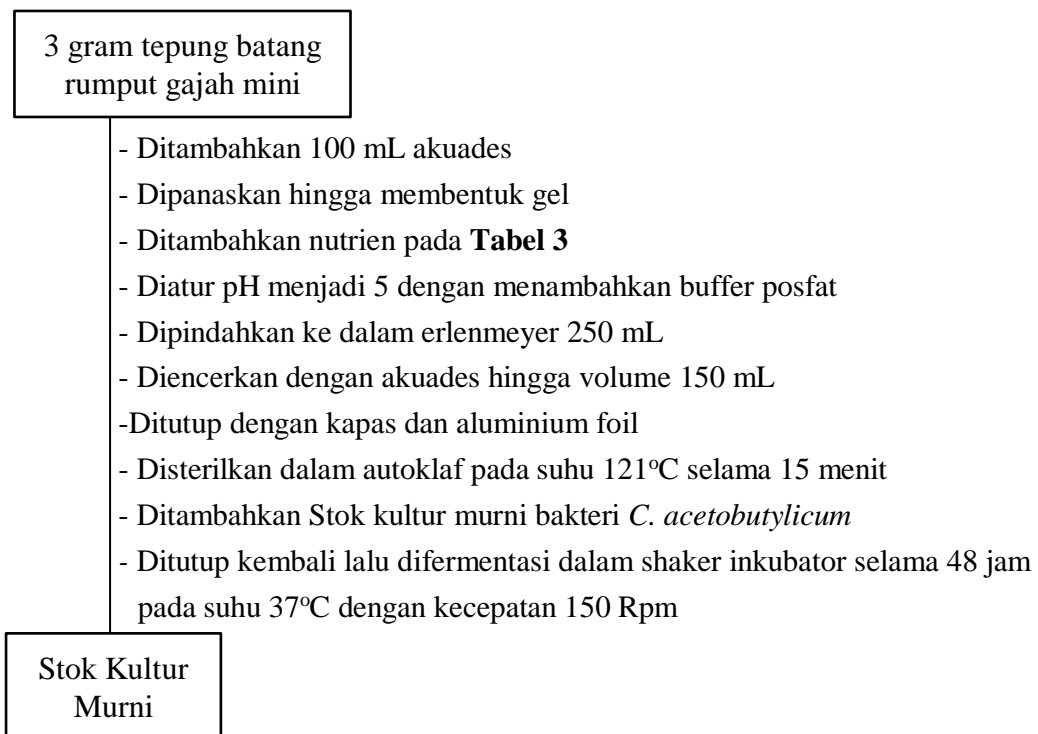 3 gram tepung batang
rumput gajah mini
- Ditambahkan 100 mL akuades
- Dipanaskan hingga membentuk gel
- Ditambahkan nutrien pada Tabel 3
- Diatur pH menjadi 5 dengan menambahkan buffer posfat
- Dipindahkan ke dalam erlenmeyer 250 mL
- Diencerkan dengan akuades hingga volume 150 mL
-Ditutup dengan kapas dan aluminium foil
- Disterilkan dalam autoklaf pada suhu 121°C selama 15 menit
- Ditambahkan Stok kultur murni bakteri C. acetobutylicum
- Ditutup kembali lalu difermentasi dalam shaker inkubator selama 48 jam
pada suhu 37°C dengan kecepatan 150 Rpm
Stok Kultur
Murni